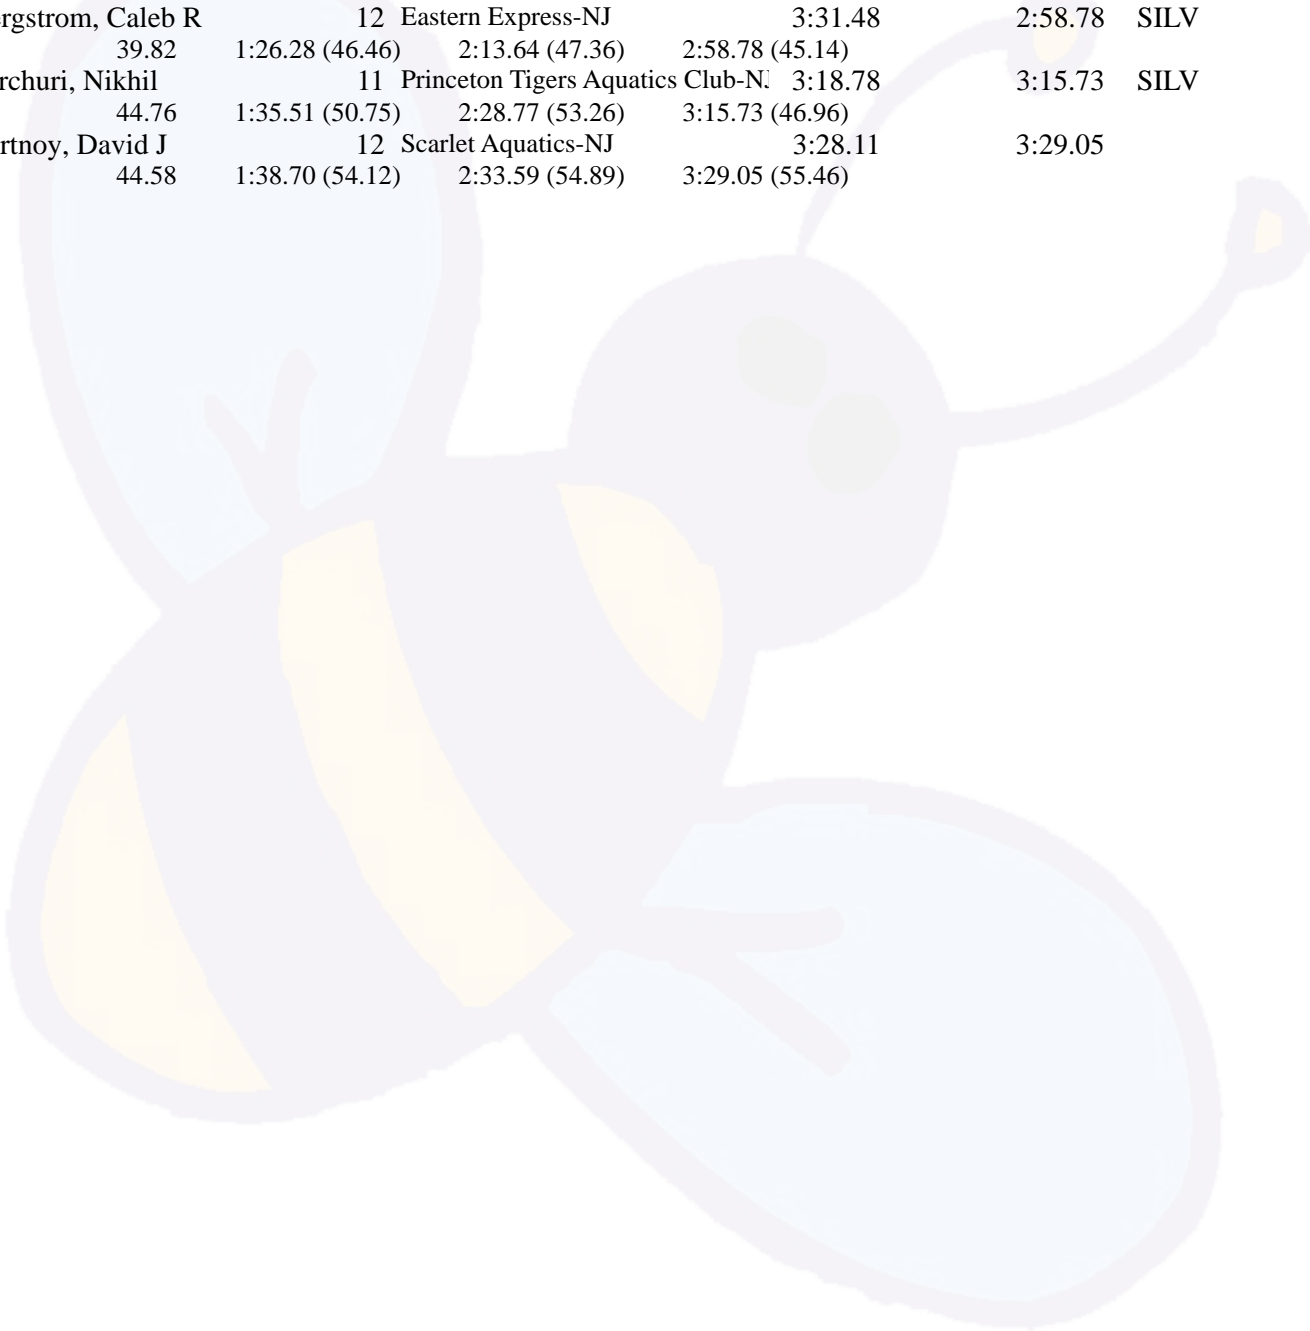 ergstrom, Caleb R 12 Eastern Express-NJ 3:31.48 2:58.78 SILV
39.82 1:26.28 (46.46) 2:13.64 (47.36) 2:58.78 (45.14)
rchuri, Nikhil 11 Princeton Tigers Aquatics Club-NJ 3:18.78 3:15.73 SILV
44.76 1:35.51 (50.75) 2:28.77 (53.26) 3:15.73 (46.96)
rtnoy, David J 12 Scarlet Aquatics-NJ 3:28.11 3:29.05
44.58 1:38.70 (54.12) 2:33.59 (54.89) 3:29.05 (55.46)